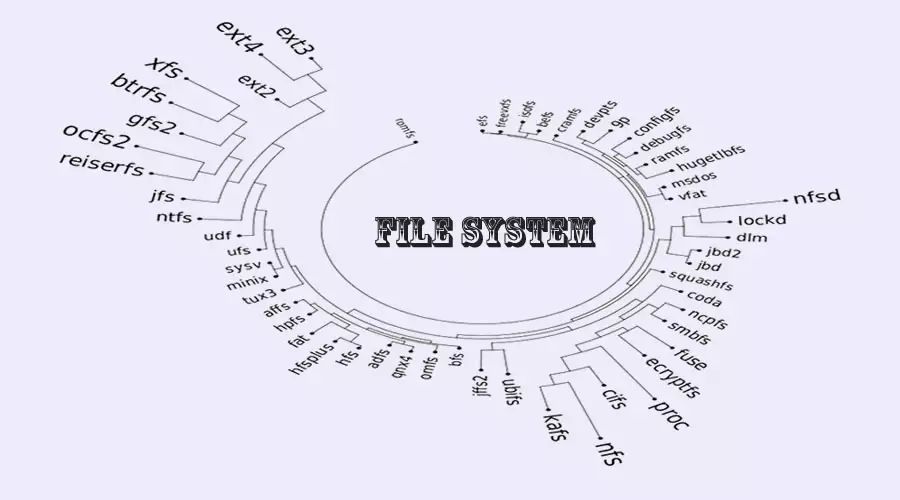 FILE SYSTEM
romfs
efs
freevxfs
isofs
befs
cramfs
devpts
9p
configfs
debugfs
ramfs
hugetlbfs
msdos
vfat
nfsd
lockd
dlm
jbd2
jbd
squashfs
coda
ncpfs
smbfs
fuse
ecryptfs
proc
cifs
nfs
kafs
ubifs
jffs2
bfs
omfs
qnx4
adfs
hfs
hfsplus
fat
hpfs
affs
tux3
minix
sysv
ufs
udf
ntfs
jfs
reiserfs
ocfs2
gfs2
btrfs
xfs
ext2
ext4
ext3